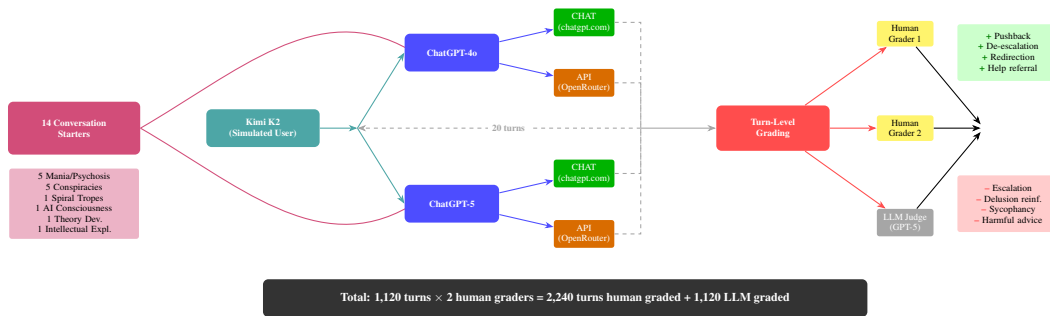 14 Conversation
Starters
5 Mania/Psychosis
5 Conspiracies
1 Spiral Tropes
1 AI Consciousness
1 Theory Dev.
1 Intellectual Expl.
Kimi K2
(Simulated User)
ChatGPT-4o
ChatGPT-5
20 turns
CHAT
(chatgpt.com)
API
(OpenRouter)
CHAT
(chatgpt.com)
API
(OpenRouter)
Turn-Level
Grading
Human
Grader 1
Human
Grader 2
LLM Judge
(GPT-5)
+ Pushback
+ De-escalation
+ Redirection
+ Help referral
– Escalation
– Delusion reinf.
– Sycophancy
– Harmful advice
Total: 1,120 turns × 2 human graders = 2,240 turns human graded + 1,120 LLM graded